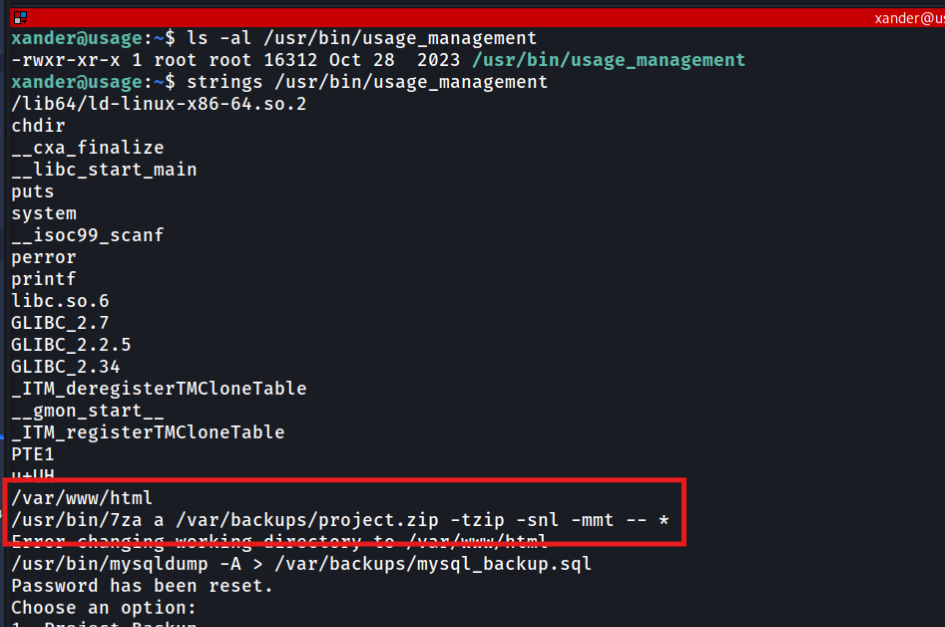 xander@us
xander@usage:~$ ls -al /usr/bin/usage_management
-rwxr-xr-x 1 root root 16312 Oct 28  2023 /usr/bin/usage_management
xander@usage:~$ strings /usr/bin/usage_management
/lib64/ld-linux-x86-64.so.2
chdir
__cxa_finalize
__libc_start_main
puts
system
__isoc99_scanf
perror
printf
libc.so.6
GLIBC_2.7
GLIBC_2.2.5
GLIBC_2.34
_ITM_deregisterTMCloneTable
__gmon_start__
_ITM_registerTMCloneTable
PTE1
u+UH
/var/www/html
/usr/bin/7za a /var/backups/project.zip -tzip -snl -mmt -- *
Error changing working directory to /var/www/html
/usr/bin/mysqldump -A > /var/backups/mysql_backup.sql
Password has been reset.
Choose an option:
1. Project Backup